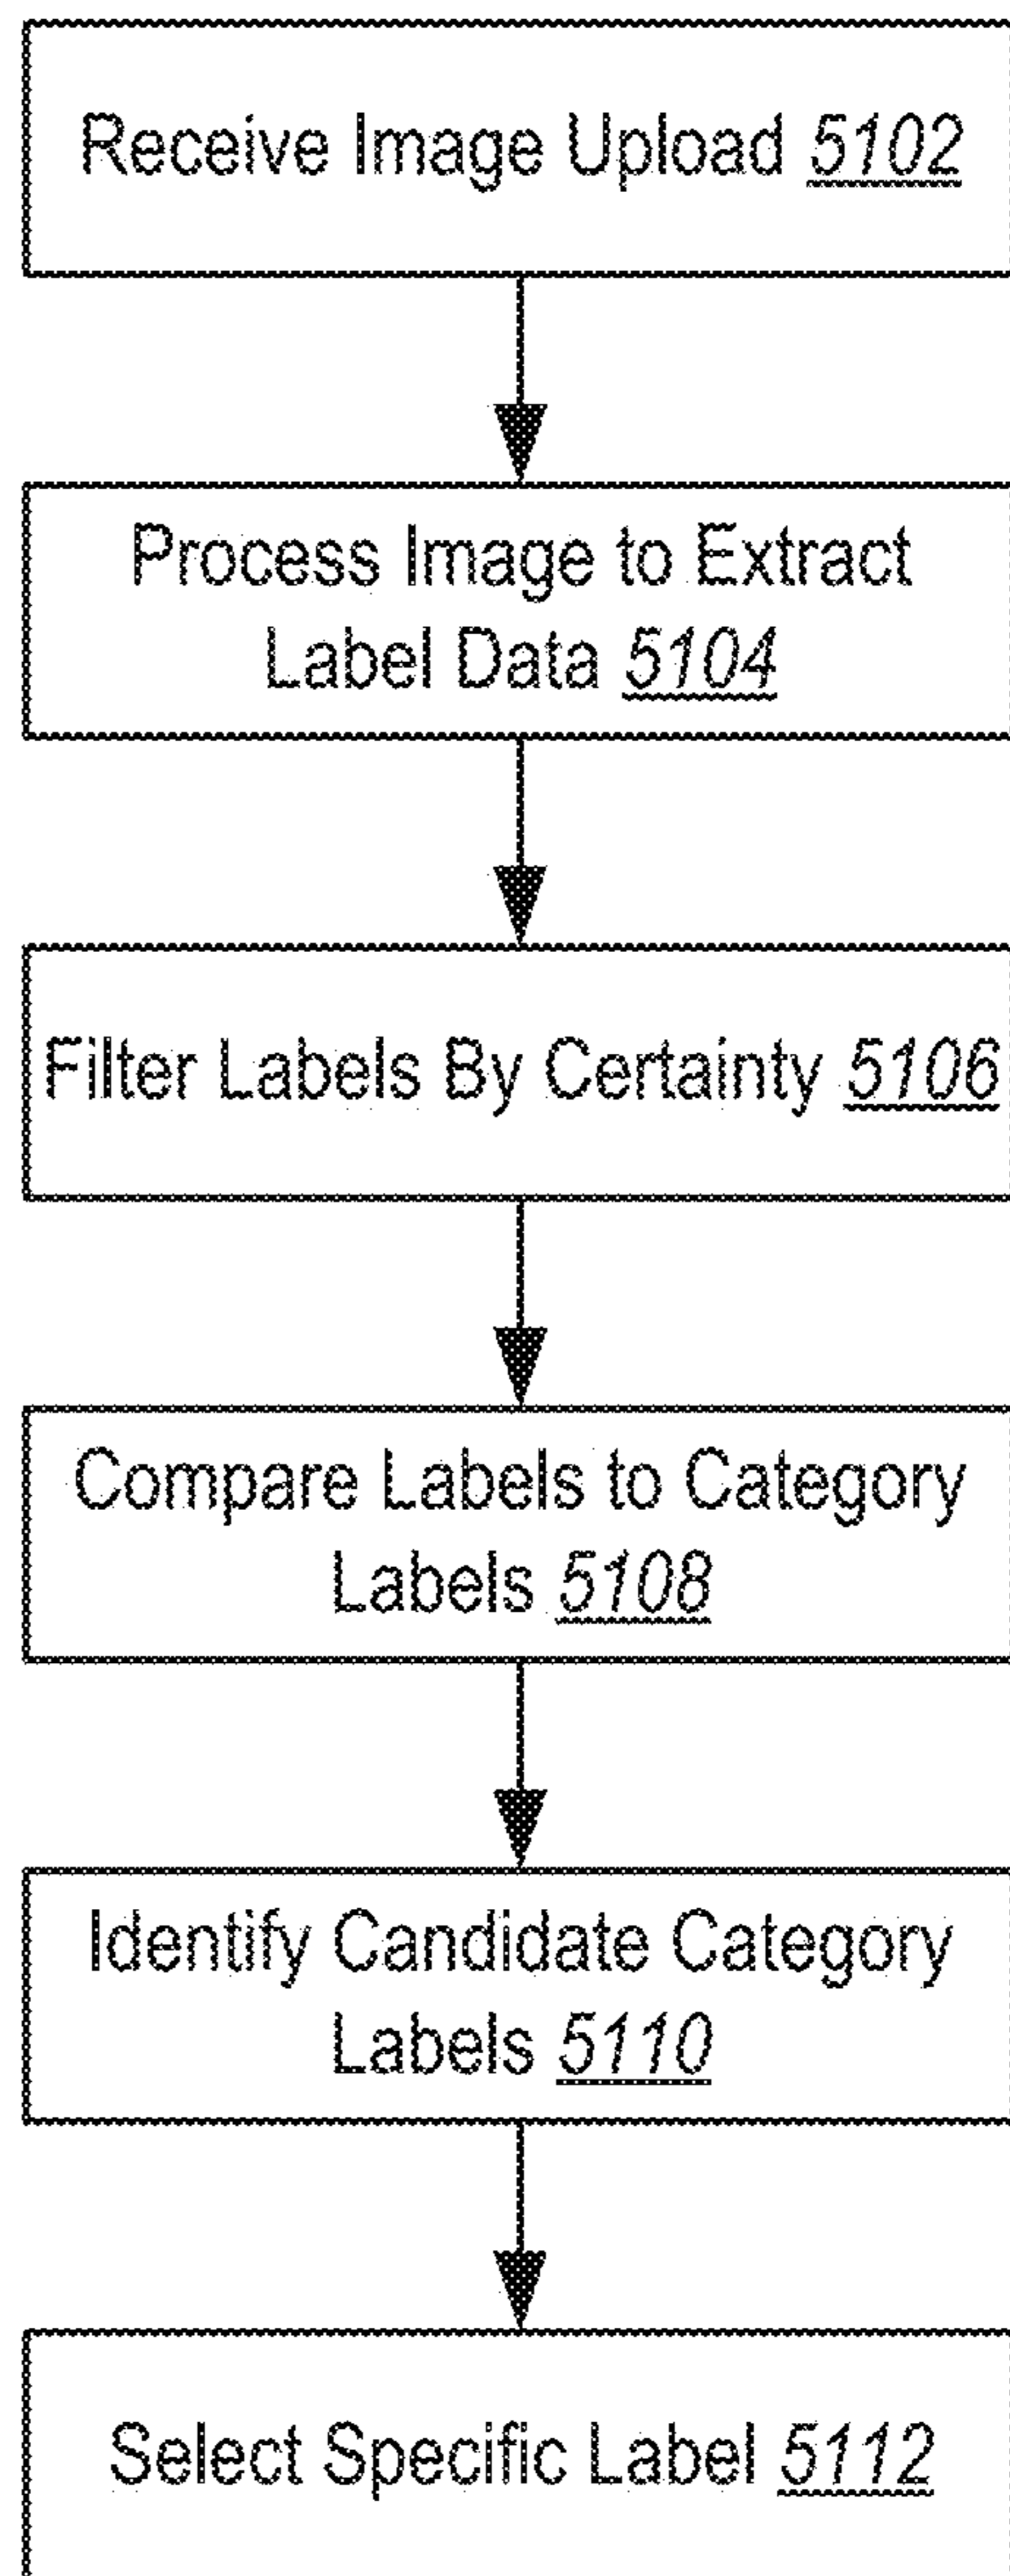 Receive Image Upload 5102
Process Image to Extract
Label Data 5104
Filter Labels By Certainty 5106
Compare Labels to Category
Labels 5108
Identify Candidate Category
Labels 5110
Select Specific Label 5112